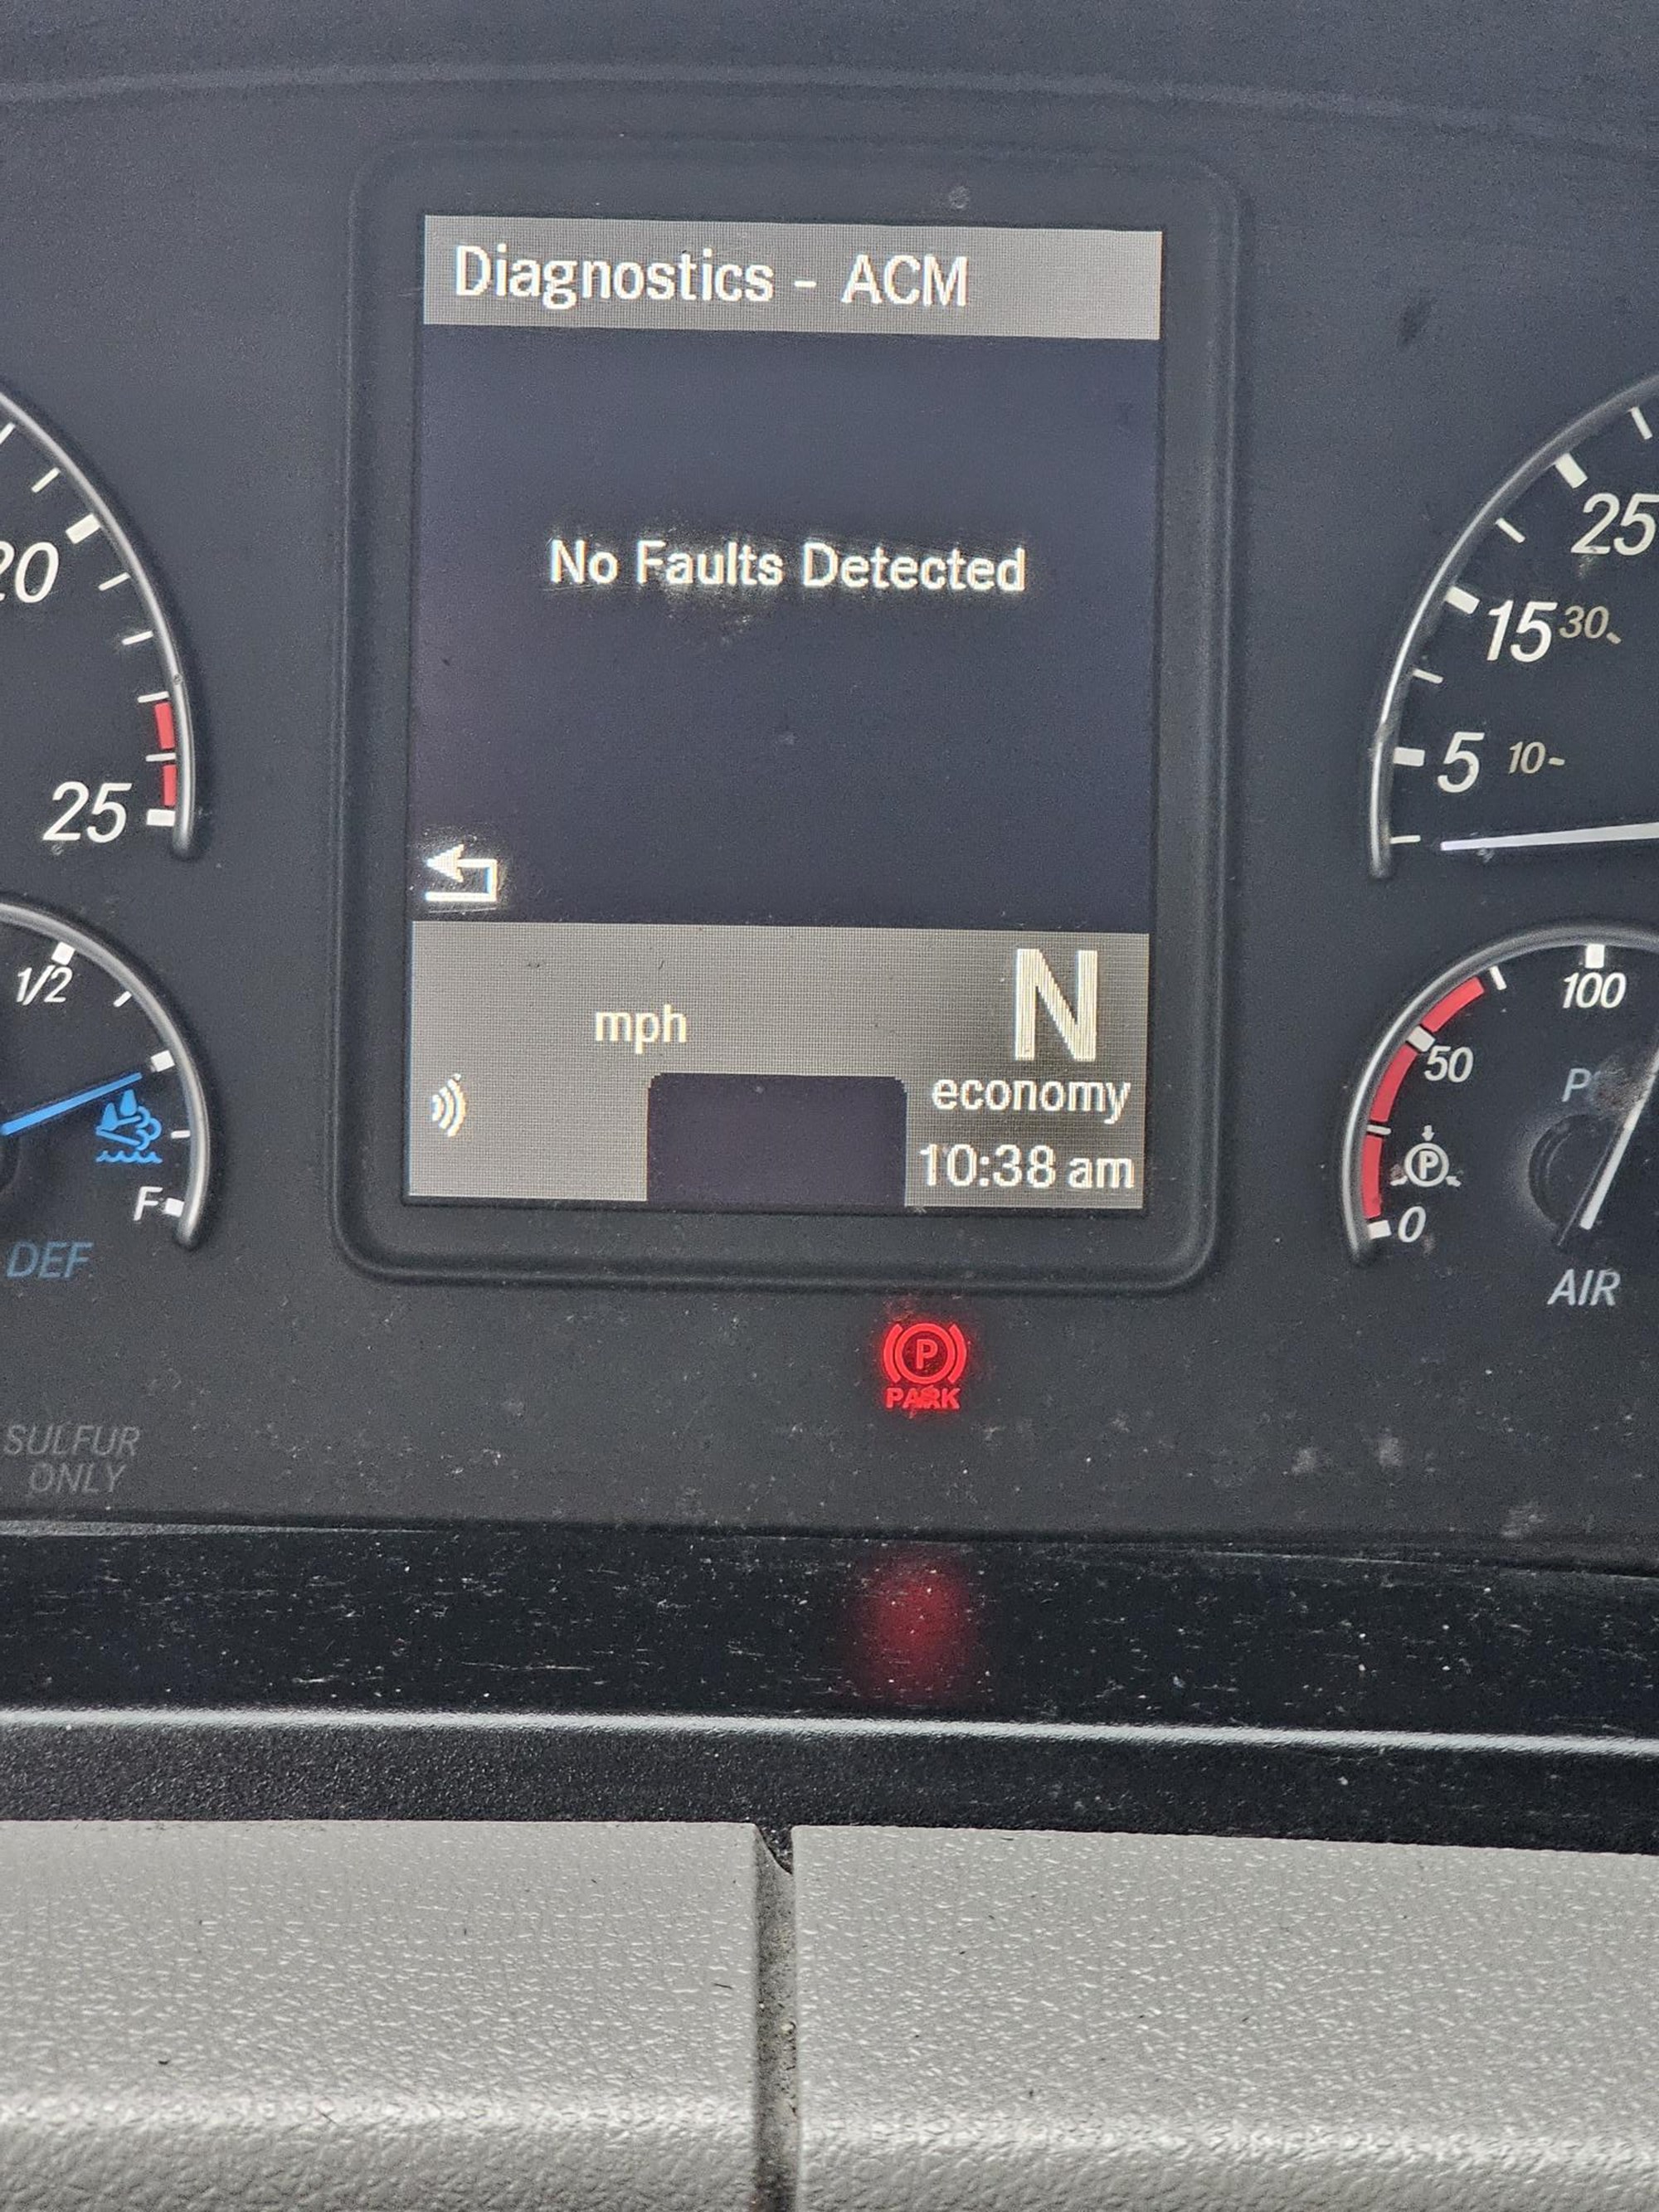 Diagnostics - ACM
No Faults Detected
20
25
25
15
30
5
10
1/2
F
DEF
mph
N
economy
10:38 am
100
50
P
0
AIR
P
PARK
SULFUR
ONLY